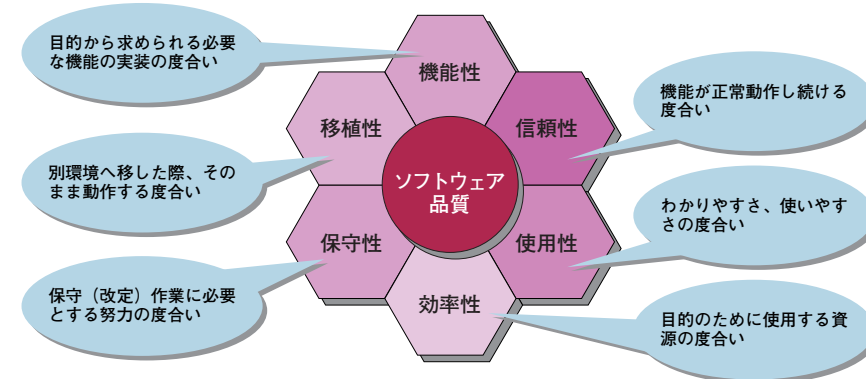 目的から求められる必要
な機能の実装の度合い
機能性
機能が正常動作し続ける
度合い
移植性
信頼性
別環境へ移した際、その
まま動作する度合い
ソフトウェア
品質
わかりやすさ、使いやす
さの度合い
保守性
使用性
保守（改定）作業に必要
とする努力の度合い
効率性
目的のために使用する資
源の度合い